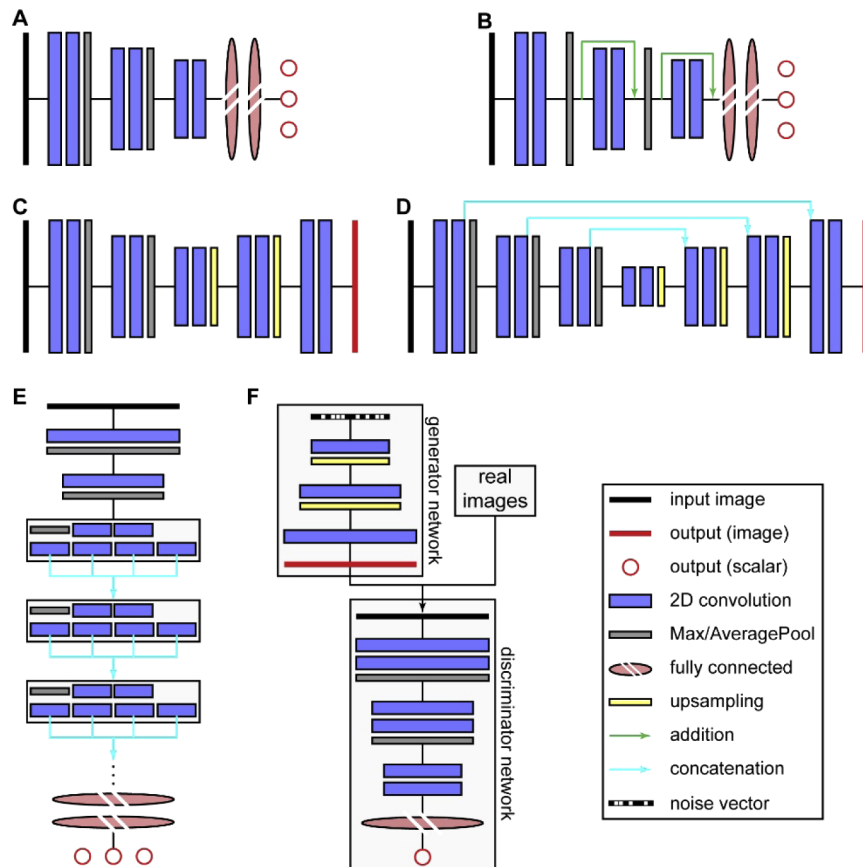 A
B
C
D
E
F
generator network
real
images
discriminator network
input image
output (image)
output (scalar)
2D convolution
Max/AveragePool
fully connected
upsampling
addition
concatenation
noise vector